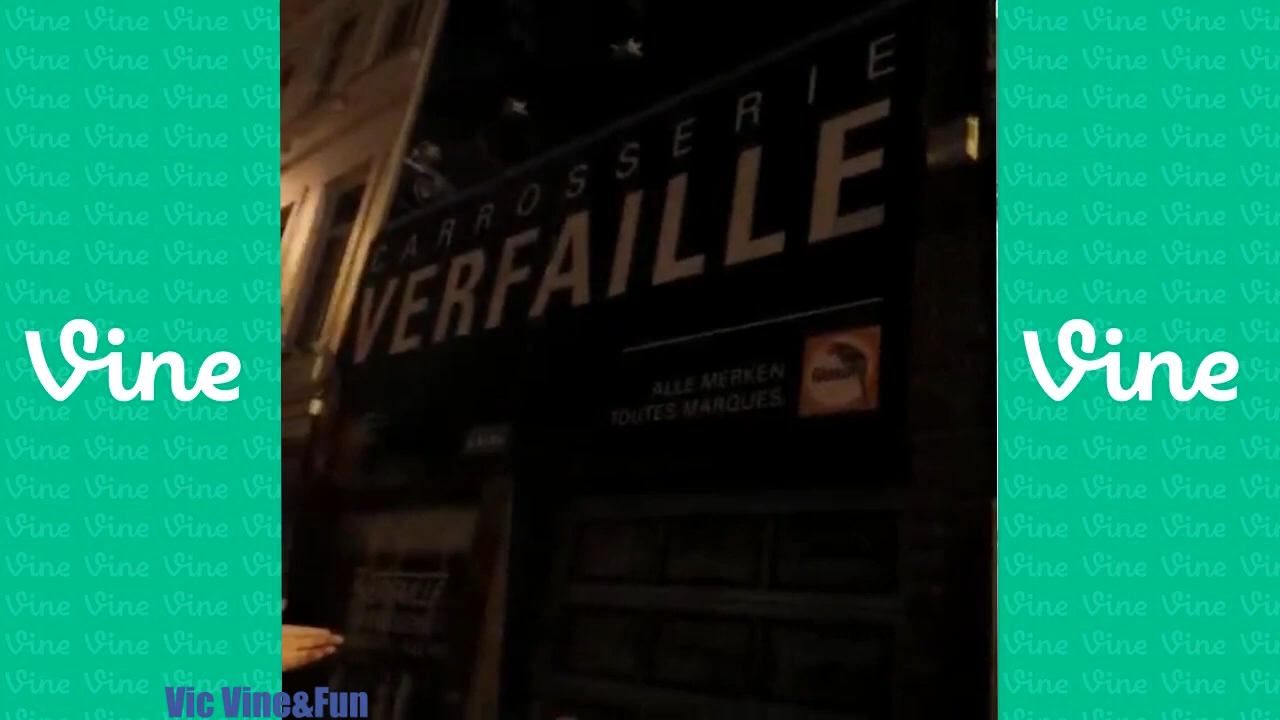 CARROSSERIE
VERFAILLE
ALLE MERKEN
TOUTES MARQUES
Vine
Vine
Vic Vine&Fun